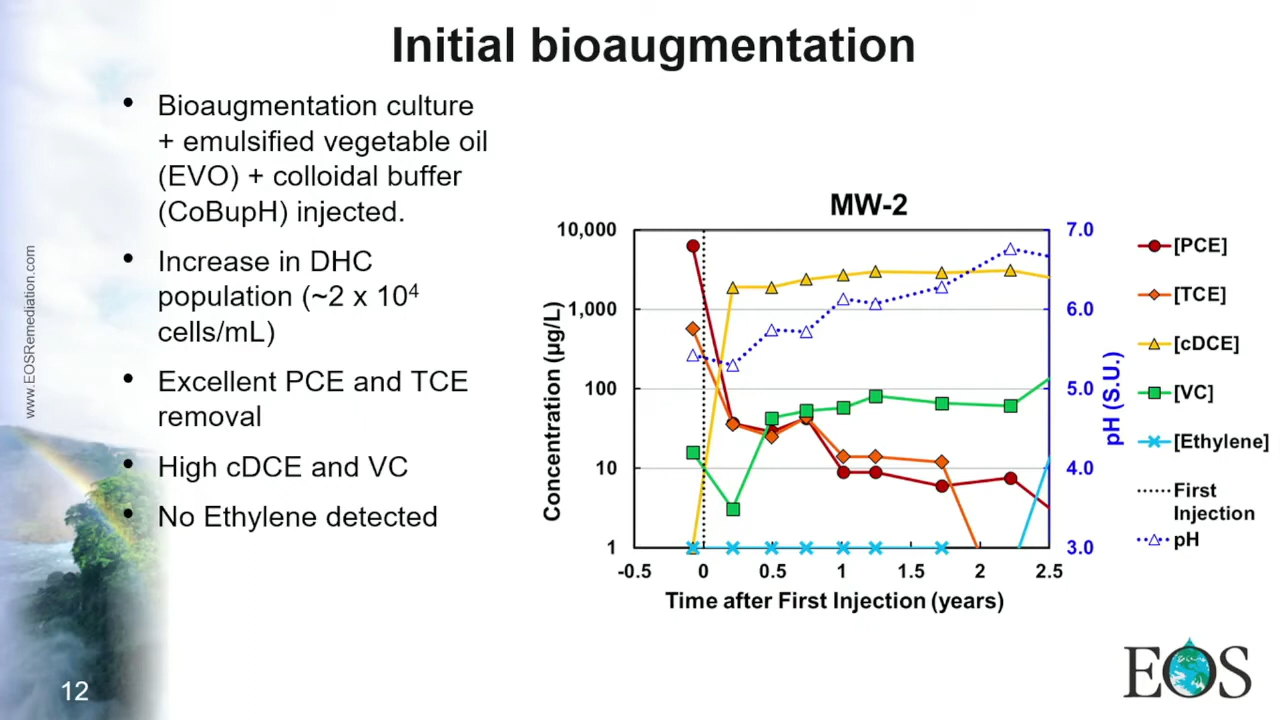 Initial bioaugmentation
• Bioaugmentation culture
+ emulsified vegetable oil
(EVO) + colloidal buffer
(CoBupH) injected.
• Increase in DHC
population (~2 x 10⁴
cells/mL)
• Excellent PCE and TCE
removal
• High cDCE and VC
• No Ethylene detected
www.EOSRemediation.com
12
MW-2
Concentration (µg/L)
10,000
1,000
100
10
1
-0.5 0 0.5 1 1.5 2 2.5
Time after First Injection (years)
7.0
6.0
5.0
4.0
3.0
pH (S.U.)
[PCE]
[TCE]
[cDCE]
[VC]
[Ethylene]
First
Injection
pH
EOS